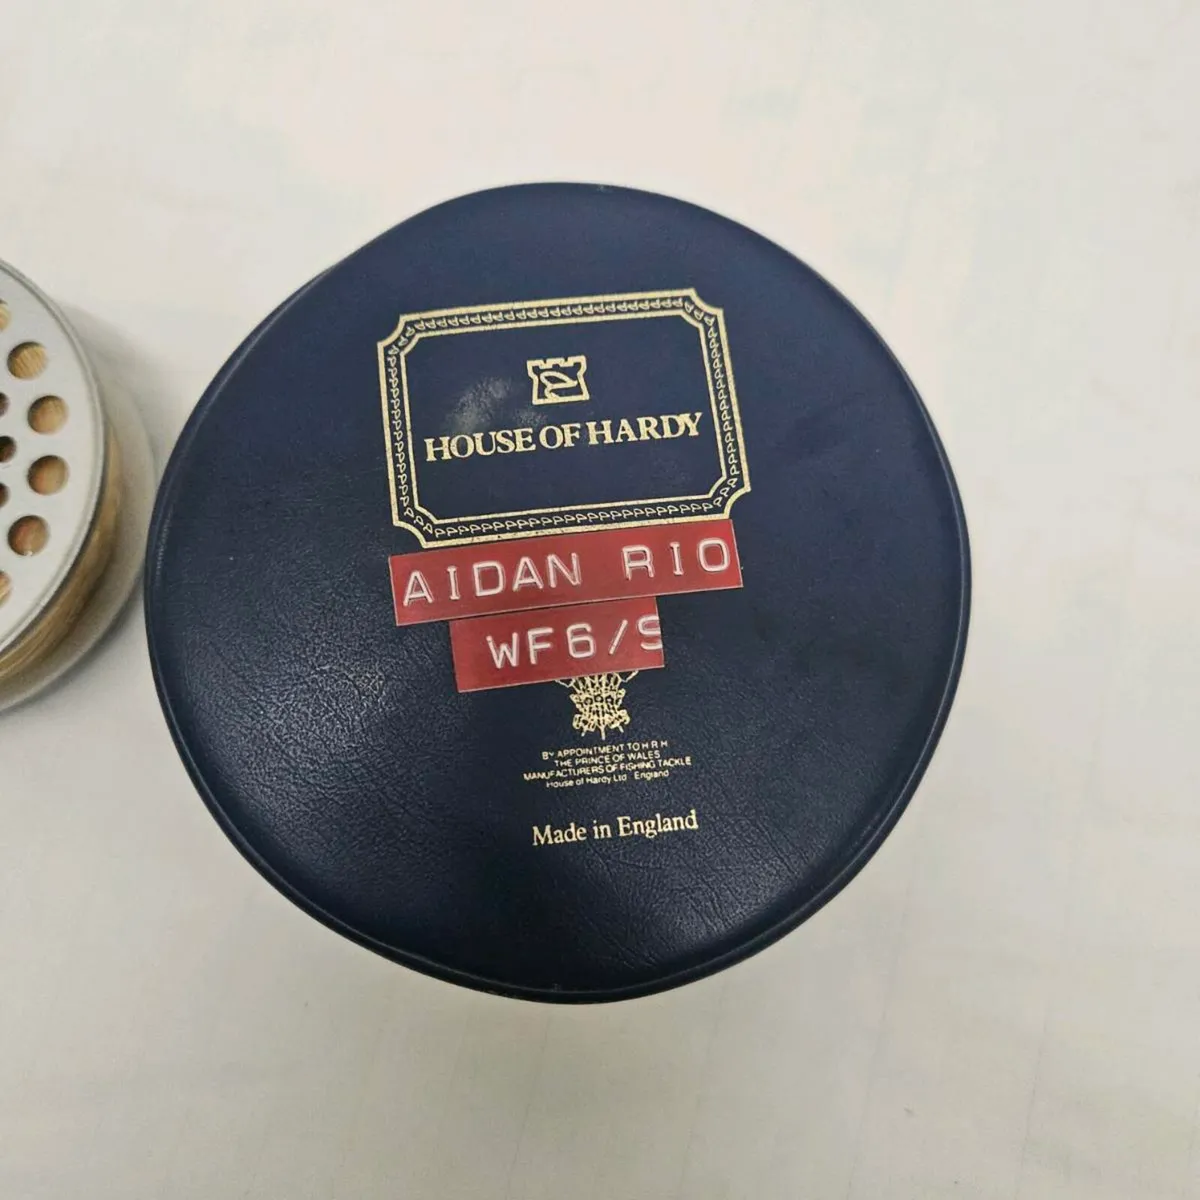 HOUSE OF HARDY
AIDAN RIO
WF6/S
BY APPOINTMENT TO H R H
THE PRINCE OF WALES
MANUFACTURERS OF FISHING TACKLE
House of Hardy Ltd England
Made in England